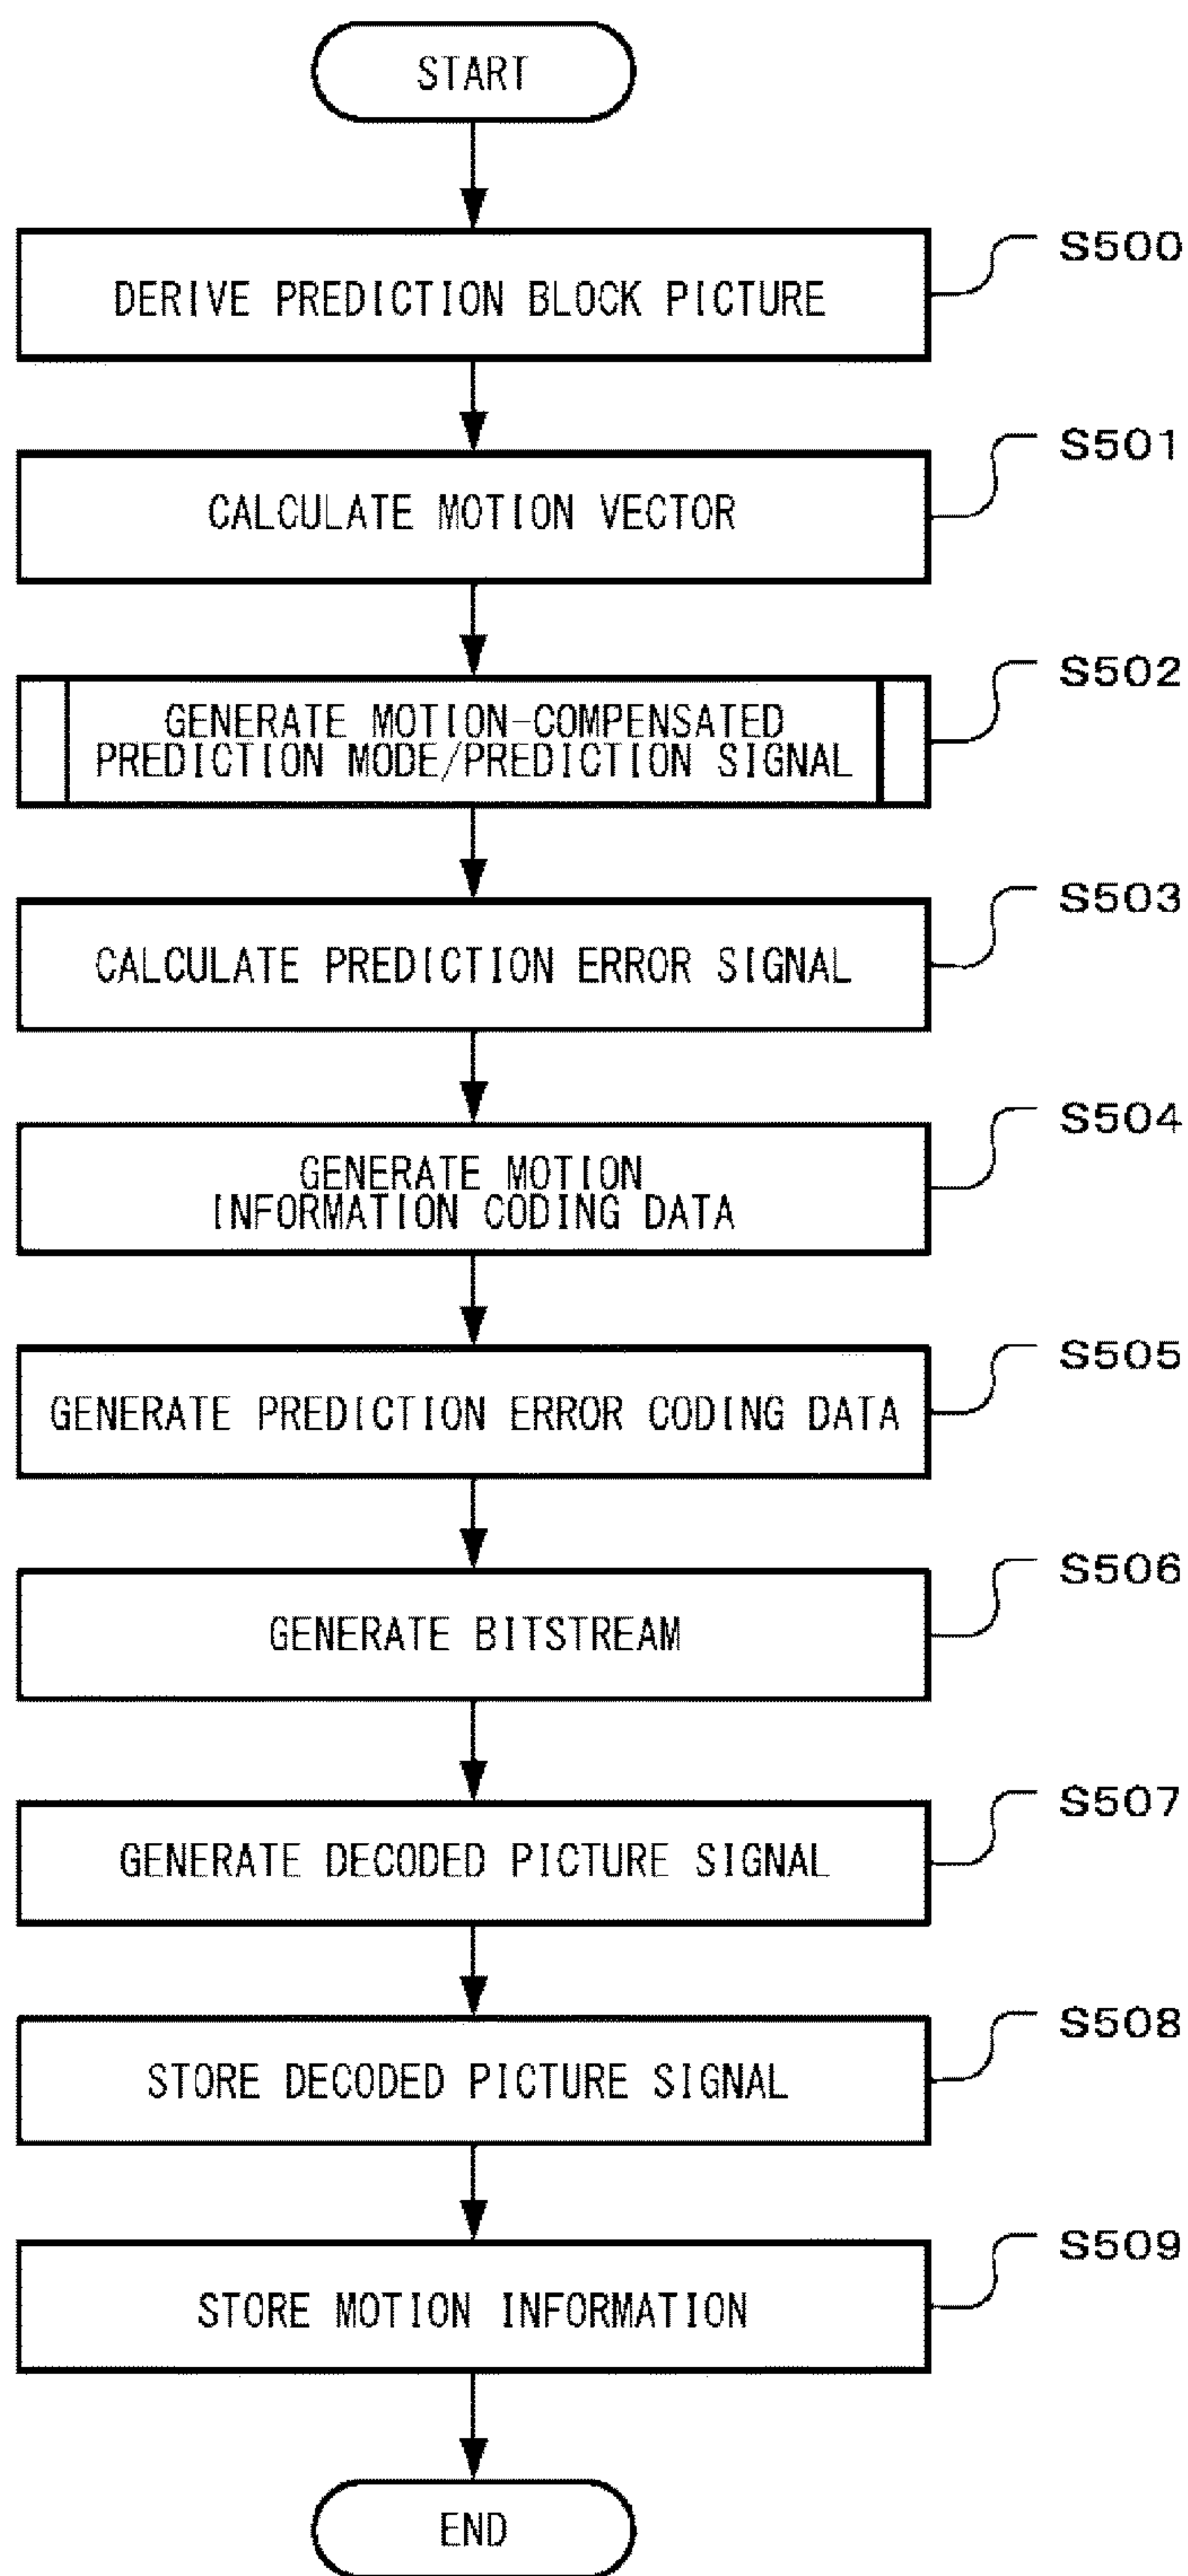 START
DERIVE PREDICTION BLOCK PICTURE
S500
CALCULATE MOTION VECTOR
S501
GENERATE MOTION-COMPENSATED
PREDICTION MODE/PREDICTION SIGNAL
S502
CALCULATE PREDICTION ERROR SIGNAL
S503
GENERATE MOTION
INFORMATION CODING DATA
S504
GENERATE PREDICTION ERROR CODING DATA
S505
GENERATE BITSTREAM
S506
GENERATE DECODED PICTURE SIGNAL
S507
STORE DECODED PICTURE SIGNAL
S508
STORE MOTION INFORMATION
S509
END